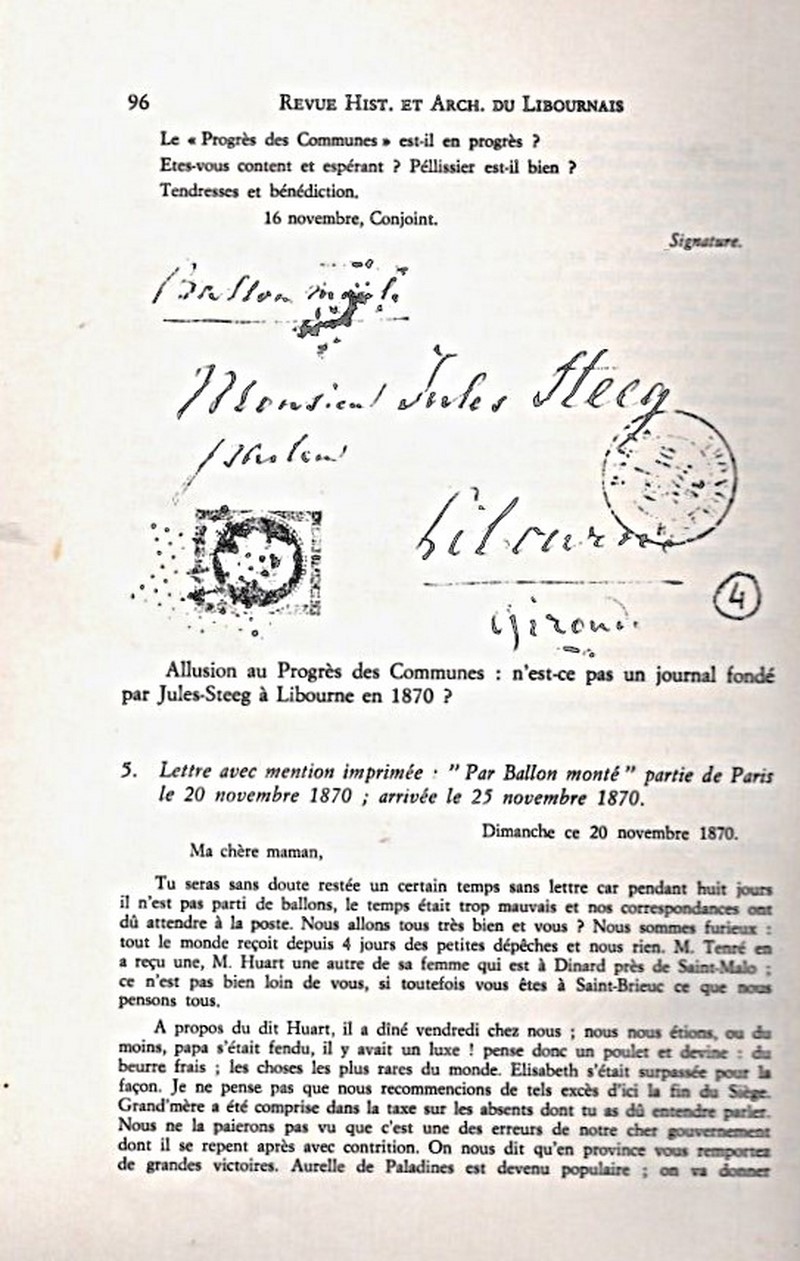 96
REVUE HIST. ET ARCH. DU LIBOURNAIS
Le « Progrès des Communes » est-il en progrès ?
Etes-vous content et espérant ? Péllissier est-il bien ?
Tendresses et bénédiction.
16 novembre, Conjoint.
Signature.
Ballon monté
Monsieur Jules Steeg
pasteur
Libourne
Gironde
4
Allusion au Progrès des Communes : n'est-ce pas un journal fondé
par Jules-Steeg à Libourne en 1870 ?
5. Lettre avec mention imprimée : " Par Ballon monté " partie de Paris
le 20 novembre 1870 ; arrivée le 25 novembre 1870.
Dimanche ce 20 novembre 1870.
Ma chère maman,
Tu seras sans doute restée un certain temps sans lettre car pendant huit jours
il n'est pas parti de ballons, le temps était trop mauvais et nos correspondances ont
dû attendre à la poste. Nous allons tous très bien et vous ? Nous sommes furieux :
tout le monde reçoit depuis 4 jours des petites dépêches et nous rien. M. Tenré en
a reçu une, M. Huart une autre de sa femme qui est à Dinard près de Saint-Malo ;
ce n'est pas bien loin de vous, si toutefois vous êtes à Saint-Brieuc ce que nous
pensons tous.
A propos du dit Huart, il a dîné vendredi chez nous ; nous nous étions, ou du
moins, papa s'était fendu, il y avait un luxe ! pense donc un poulet et devine : du
beurre frais ; les choses les plus rares du monde. Elisabeth s'était surpassée pour la
façon. Je ne pense pas que nous recommencions de tels excès d'ici la fin du Siège.
Grand'mère a été comprise dans la taxe sur les absents dont tu as dû entendre parler.
Nous ne la paierons pas vu que c'est une des erreurs de notre cher gouvernement
dont il se repent après avec contrition. On nous dit qu'en province vous remportez
de grandes victoires. Aurelle de Paladines est devenu populaire ; on va donner